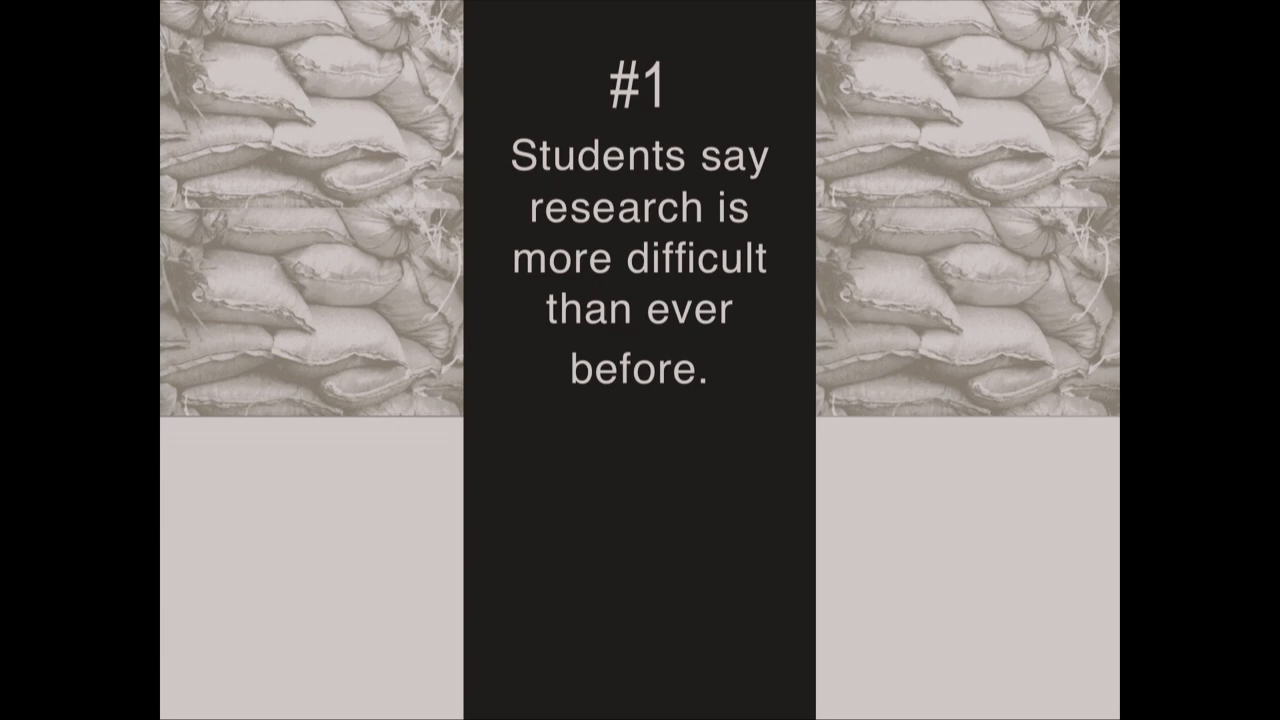 #1
Students say
research is
more difficult
than ever
before.